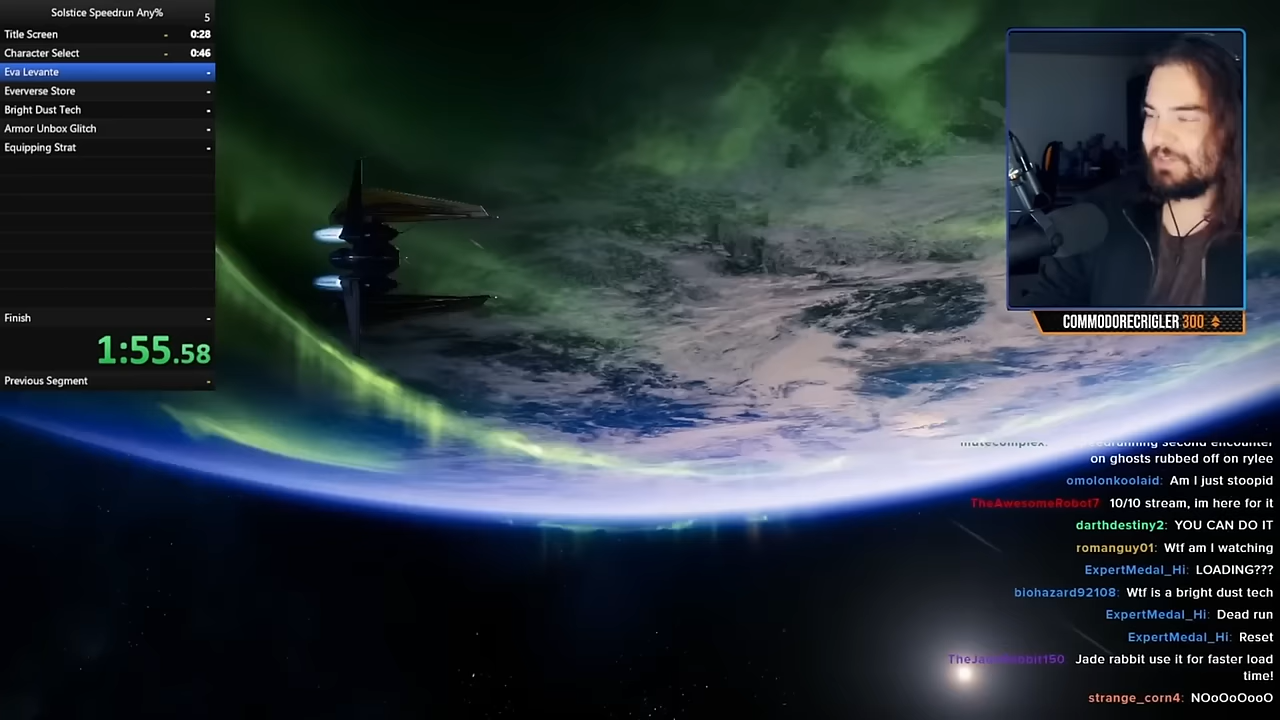 Solstice Speedrun Any%
5
Title Screen - 0:28
Character Select - 0:46
Eva Levante -
Eververse Store -
Bright Dust Tech -
Armor Unbox Glitch -
Equipping Strat -
Finish -
1:55.58
Previous Segment -
COMMODORECRIGLER 300
mutecomplex: second encounter
on ghosts rubbed off on rylee
omolonkoolaid: Am I just stoopid
TheAwesomeRobot7 10/10 stream, im here for it
darthdestiny2: YOU CAN DO IT
romanguy01: Wtf am I watching
ExpertMedal_Hi: LOADING???
biohazard92108: Wtf is a bright dust tech
ExpertMedal_Hi: Dead run
ExpertMedal_Hi: Reset
TheJadeRabbit150 Jade rabbit use it for faster load
time!
strange_corn4: NOoOoOooO